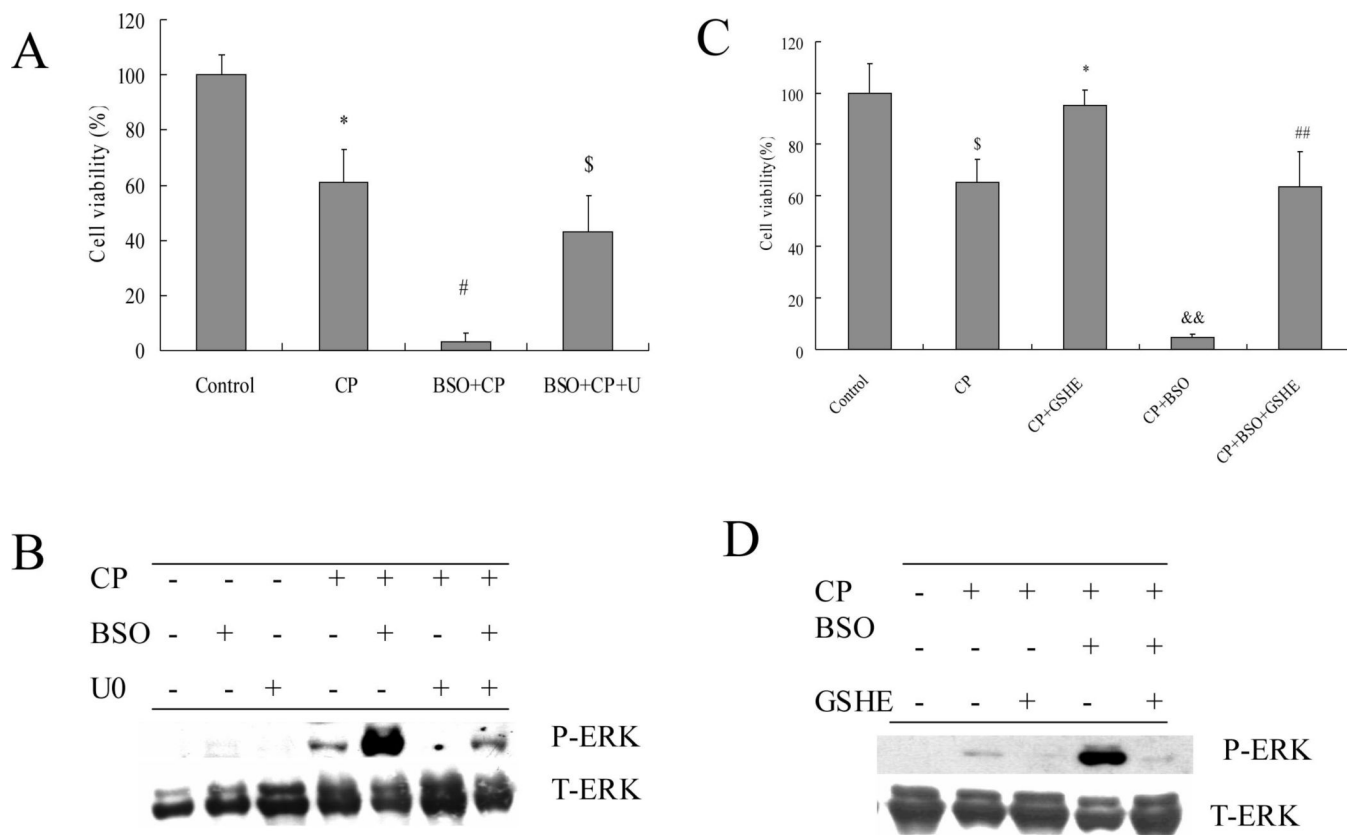 A
Cell viability (%)
120
100
80
60
40
20
0
*
#
$
Control CP BSO+CP BSO+CP+U
C
Cell viability(%)
120
100
80
60
40
20
0
$
*
&&
##
Control CP CP+GSHE CP+BSO CP+BSO+GSHE
B
CP - - - + + + +
BSO - + - - + - +
U0 - - + - - + +
P-ERK
T-ERK
D
CP - + + + +
BSO
- - - + +
GSHE - - + - +
P-ERK
T-ERK